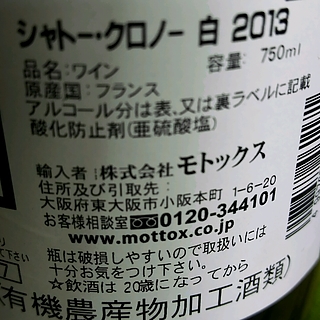 シャトー・クロノー 白 2013
品名：ワイン 容量： 750ml
原産国：フランス
アルコール分は表、又は裏ラベルに記載
酸化防止剤(亜硫酸塩)
輸入者 株式会社 モトックス
住所及び引取先：
大阪府東大阪市小阪本町 1-6-20
お客様相談室 0120-344101
www.mottox.co.jp
瓶は破損しやすいので取扱いには
十分お気をつけ下さい。
☆飲酒は 20歳になってから
有機農産物加工酒類)